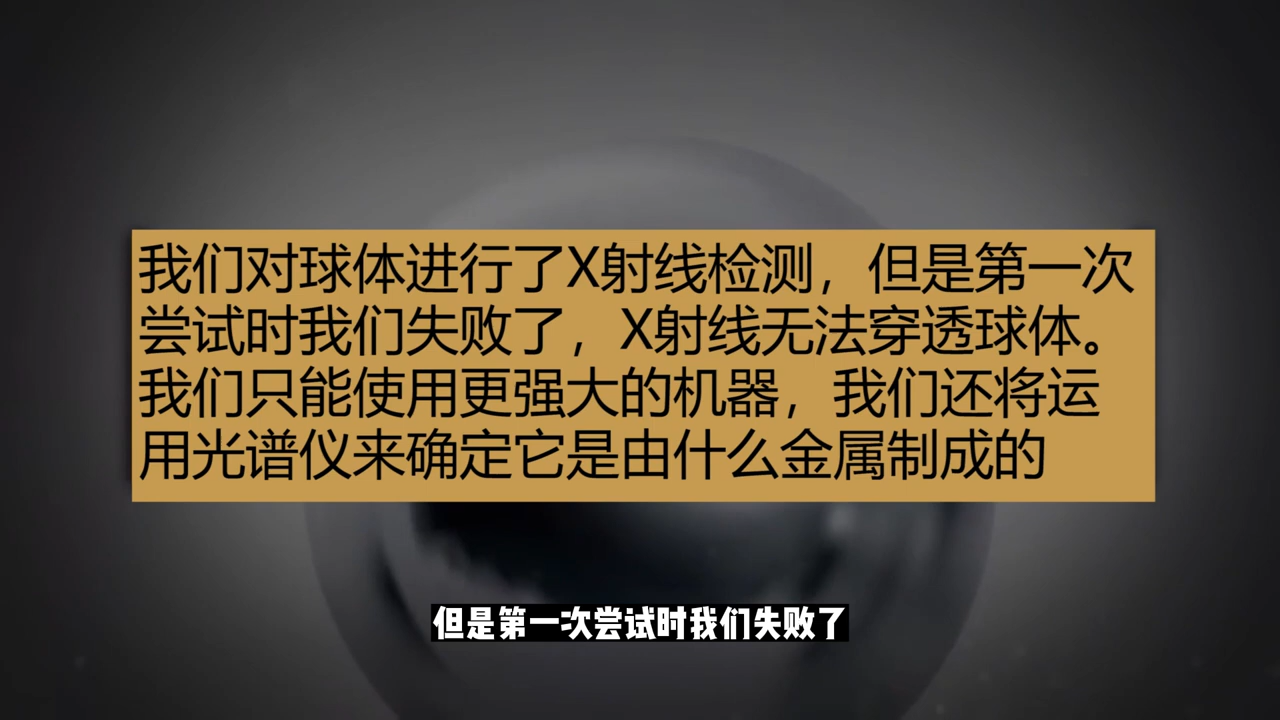 我们对球体进行了X射线检测，但是第一次
尝试时我们失败了，X射线无法穿透球体。
我们只能使用更强大的机器，我们还将运
用光谱仪来确定它是由什么金属制成的
但是第一次尝试时我们失败了